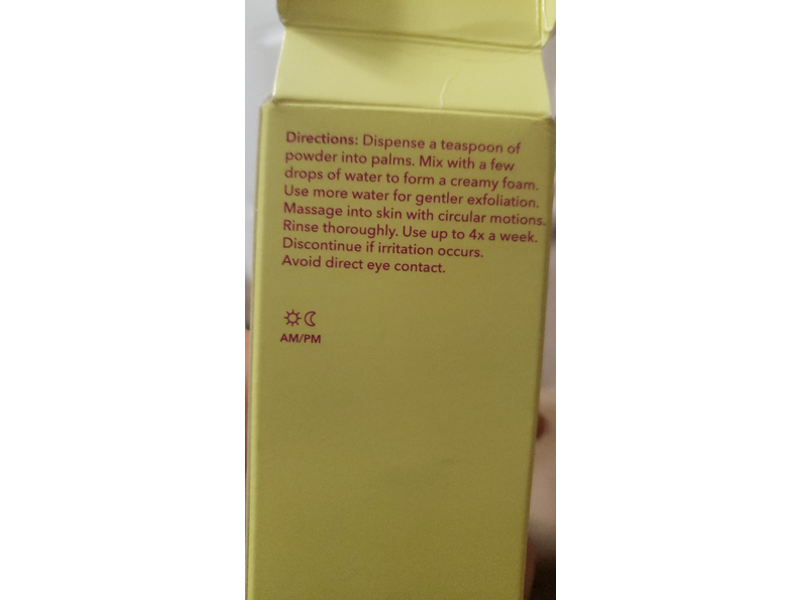 Directions: Dispense a teaspoon of
powder into palms. Mix with a few
drops of water to form a creamy foam.
Use more water for gentler exfoliation.
Massage into skin with circular motions.
Rinse thoroughly. Use up to 4x a week.
Discontinue if irritation occurs.
Avoid direct eye contact.
AM/PM